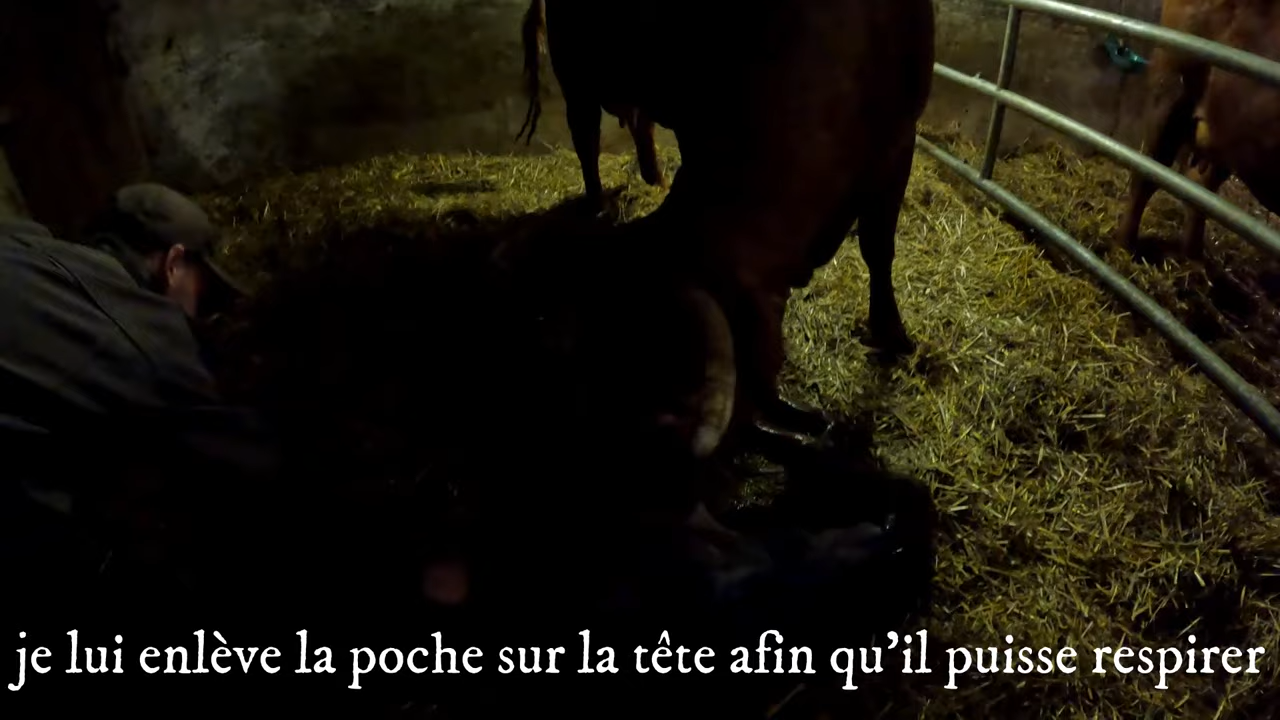 je lui enlève la poche sur la tête afin qu'il puisse respirer